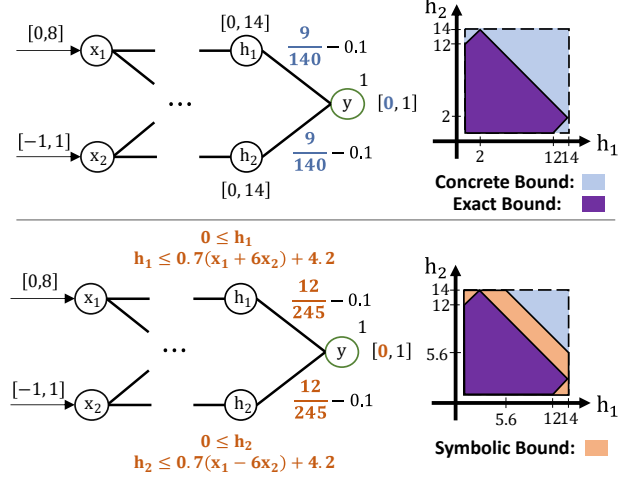 [0,8]
x₁
[0, 14]
h₁
9/140 − 0.1
1
...
y
[0, 1]
[−1, 1]
x₂
h₂
9/140 − 0.1
[0, 14]
h₂
14
12
2
2
12 14
h₁
Concrete Bound:
Exact Bound:
0 ≤ h₁
h₁ ≤ 0.7(x₁ + 6x₂) + 4.2
[0,8]
x₁
h₁
12/245 − 0.1
1
...
y
[0, 1]
[−1, 1]
x₂
h₂
12/245 − 0.1
0 ≤ h₂
h₂ ≤ 0.7(x₁ − 6x₂) + 4.2
h₂
14
12
5.6
5.6
12 14
h₁
Symbolic Bound: